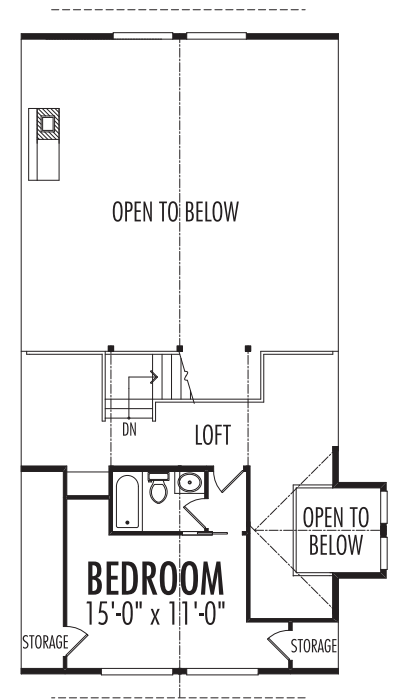 OPEN TO BELOW
DN
LOFT
OPEN TO
BELOW
BEDROOM
15'-0" x 11'-0"
STORAGE
STORAGE